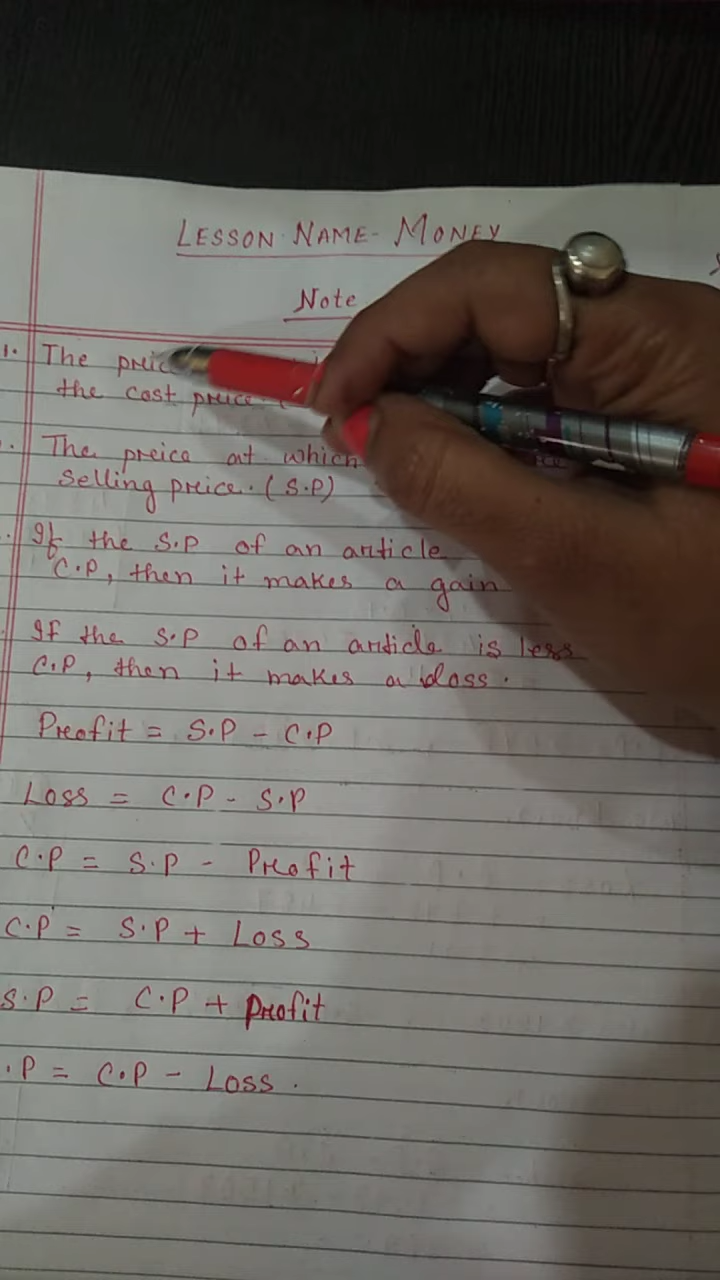 LESSON NAME - MONEY
Note
1. The
the cost price
The price at which
Selling price. (S.P)
If the S.P of an article
C.P, then it makes a gain
If the S.P of an article is less
C.P, then it makes a loss.
Profit = S.P - C.P
Loss = C.P - S.P
C.P = S.P - Profit
C.P = S.P + Loss
S.P = C.P + Profit
.P = C.P - Loss.